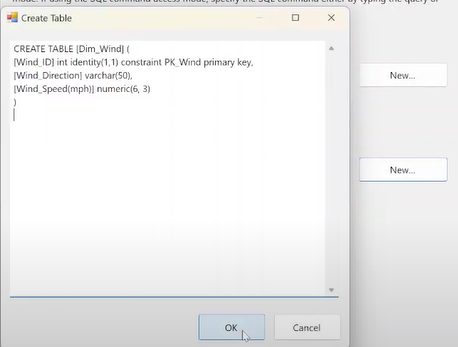 mode. If using the SQL command access mode, specify the SQL command either by typing the query or
Create Table
CREATE TABLE [Dim_Wind] (
[Wind_ID] int identity(1,1) constraint PK_Wind primary key,
[Wind_Direction] varchar(50),
[Wind_Speed(mph)] numeric(6, 3)
)
New...
New...
OK
Cancel